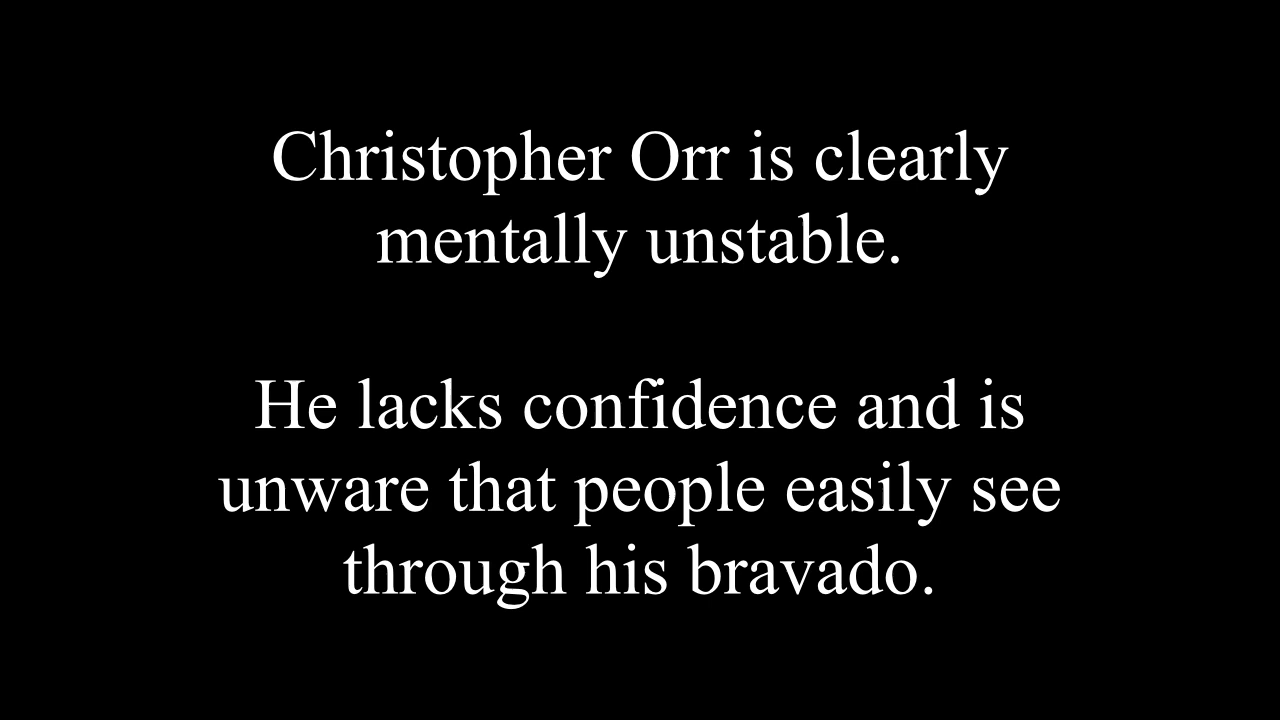 Christopher Orr is clearly
mentally unstable.
He lacks confidence and is
unware that people easily see
through his bravado.